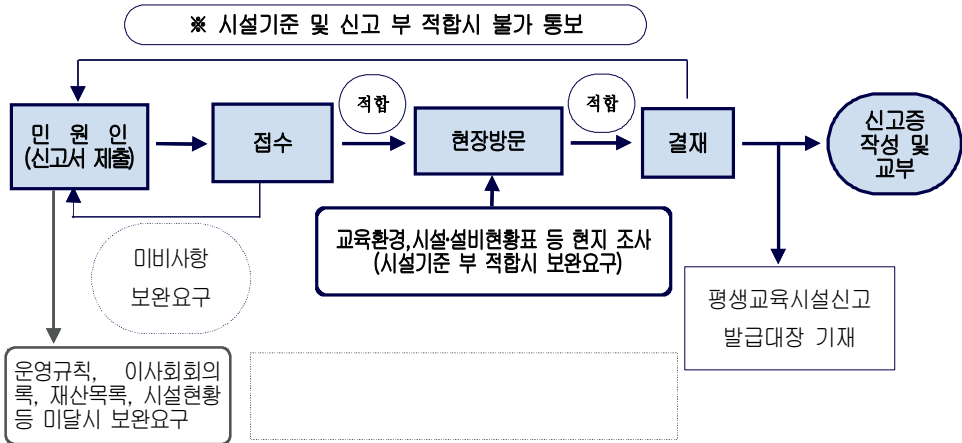 ※ 시설기준 및 신고 부 적합시 불가 통보
적합
적합
민 원 인
(신고서 제출)
접수
현장방문
결재
신고증
작성 및
교부
교육환경,시설·설비현황표 등 현지 조사
(시설기준 부 적합시 보완요구)
미비사항
보완요구
평생교육시설신고
발급대장 기재
운영규칙, 이사회회의
록, 재산목록, 시설현황
등 미달시 보완요구